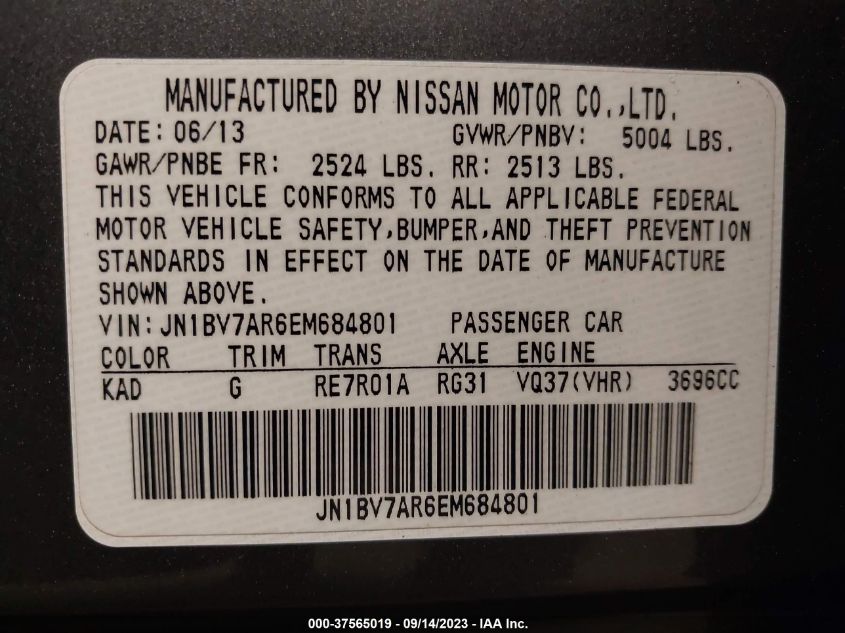 MANUFACTURED BY NISSAN MOTOR CO.,LTD.
DATE: 06/13 GVWR/PNBV: 5004 LBS.
GAWR/PNBE FR: 2524 LBS. RR: 2513 LBS.
THIS VEHICLE CONFORMS TO ALL APPLICABLE FEDERAL
MOTOR VEHICLE SAFETY,BUMPER,AND THEFT PREVENTION
STANDARDS IN EFFECT ON THE DATE OF MANUFACTURE
SHOWN ABOVE.
VIN: JN1BV7AR6EM684801 PASSENGER CAR
COLOR TRIM TRANS AXLE ENGINE
KAD G RE7R01A RG31 VQ37(VHR) 3696CC
JN1BV7AR6EM684801
000-37565019 - 09/14/2023 - IAA Inc.